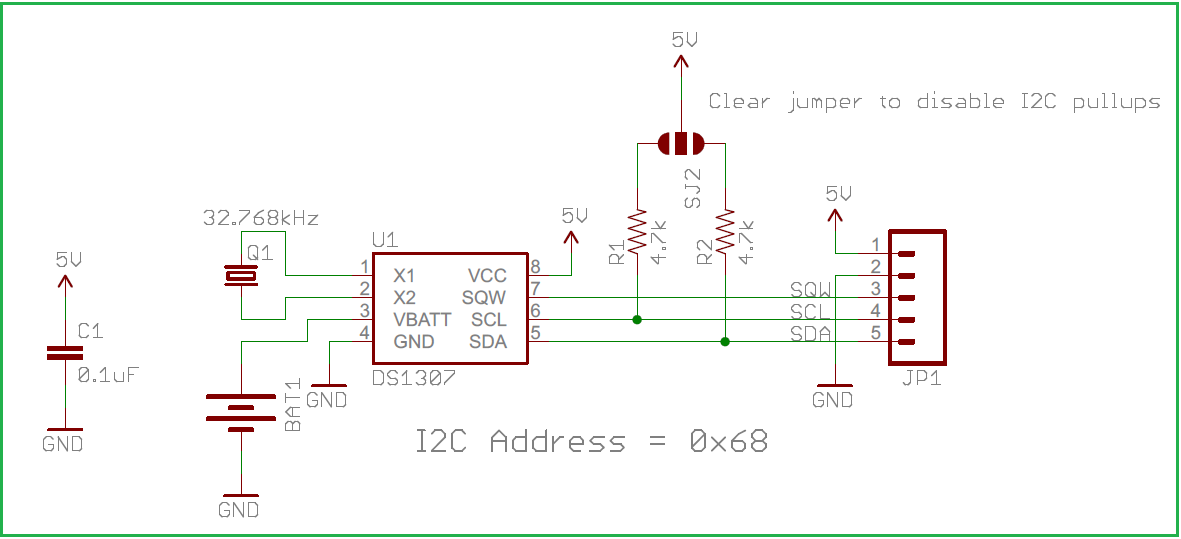 5V
Clear jumper to disable I2C pullups
SJ2
5V
32.768kHz
Q1
U1
5V
R1
4.7k
R2
4.7k
5V
C1
0.1uF
GND
1 X1 VCC 8
2 X2 SQW 7
3 VBATT SCL 6
4 GND SDA 5
DS1307
GND
BAT1
GND
1
2
SQW 3
SCL 4
SDA 5
JP1
GND
I2C Address = 0x68